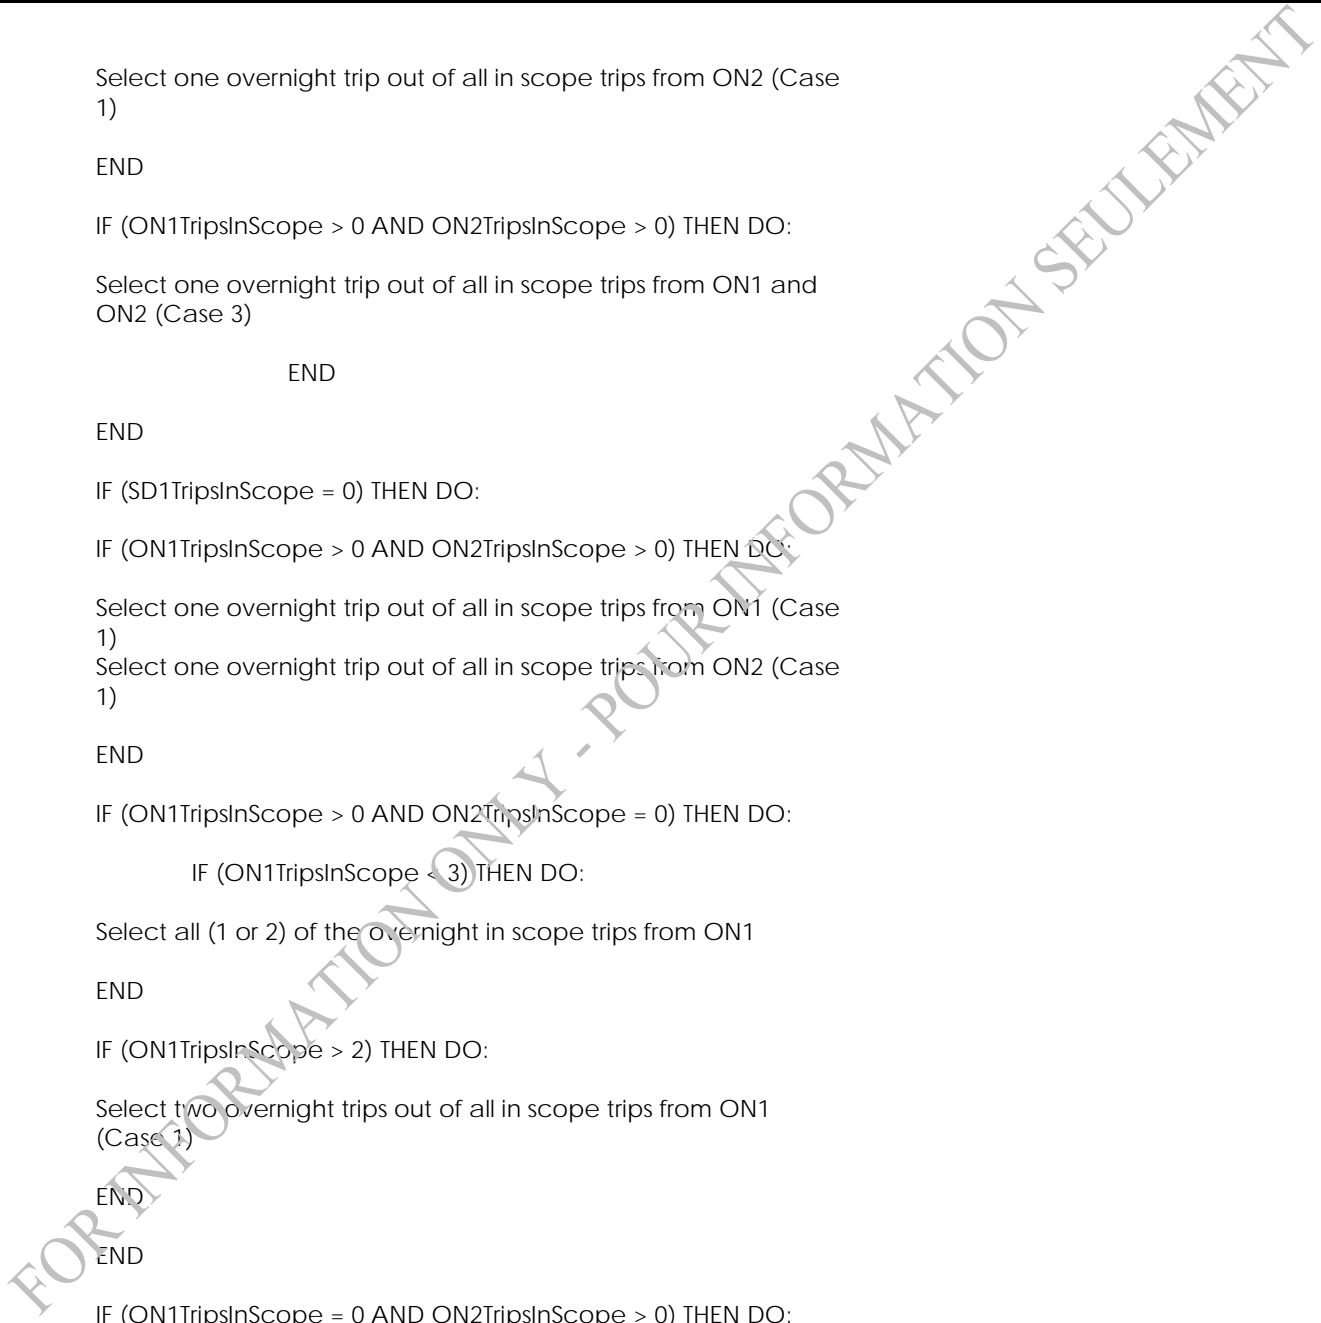 Select one overnight trip out of all in scope trips from ON2 (Case
1)
END
IF (ON1TripsInScope > 0 AND ON2TripsInScope > 0) THEN DO:
Select one overnight trip out of all in scope trips from ON1 and
ON2 (Case 3)
END
END
IF (SD1TripsInScope = 0) THEN DO:
IF (ON1TripsInScope > 0 AND ON2TripsInScope > 0) THEN DO:
Select one overnight trip out of all in scope trips from ON1 (Case
1)
Select one overnight trip out of all in scope trips from ON2 (Case
1)
END
IF (ON1TripsInScope > 0 AND ON2TripsInScope = 0) THEN DO:
IF (ON1TripsInScope < 3) THEN DO:
Select all (1 or 2) of the overnight in scope trips from ON1
END
IF (ON1TripsInScope > 2) THEN DO:
Select two overnight trips out of all in scope trips from ON1
(Case 1)
END
END
IF (ON1TripsInScope = 0 AND ON2TripsInScope > 0) THEN DO:
FOR INFORMATION ONLY - POUR INFORMATION SEULEMENT